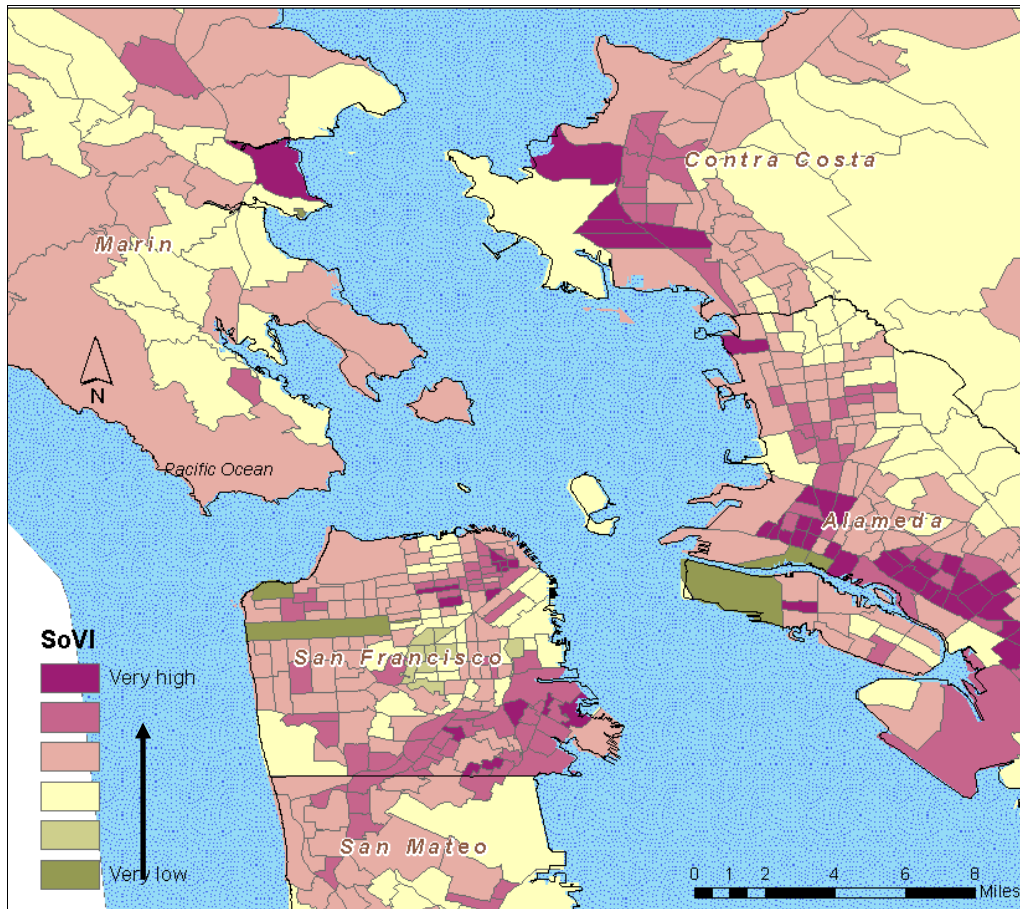 Contra Costa
Marin
N
Pacific Ocean
Alameda
SoVI
Very high
San Francisco
San Mateo
Very low
0 1 2 4 6 8
Miles